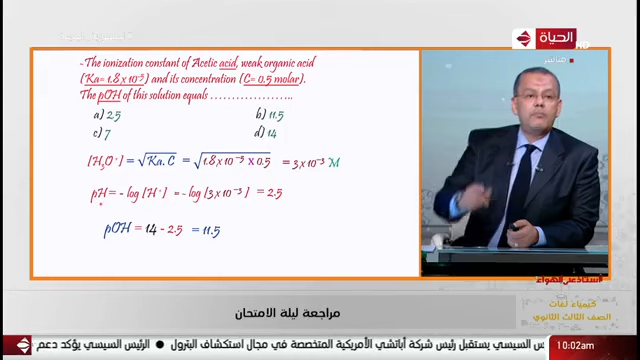 الحياة
HD
مباشر
~ The ionization constant of Acetic acid, weak organic acid
(Ka= 1.8 x 10⁻⁵) and its concentration (C= 0.5 molar).
The pOH of this solution equals ....................
a) 2.5
b) 11.5
c) 7
d) 14
[H₃O⁺] = √Ka. C = √1.8 x 10⁻⁵ x 0.5 = 3 x 10⁻³ M
pH = - log [H⁺] = - log [3 x 10⁻³] = 2.5
pOH = 14 - 2.5 = 11.5
#استاذ_على_الهواء
كيمياء لغات
الصف الثالث الثانوي
مراجعة ليلة الامتحان
س السيسي يستقبل رئيس شركة أباتشي الأمريكية المتخصصة في مجال استكشاف البترول
الرئيس السيسي يؤكد دعم
10:02am